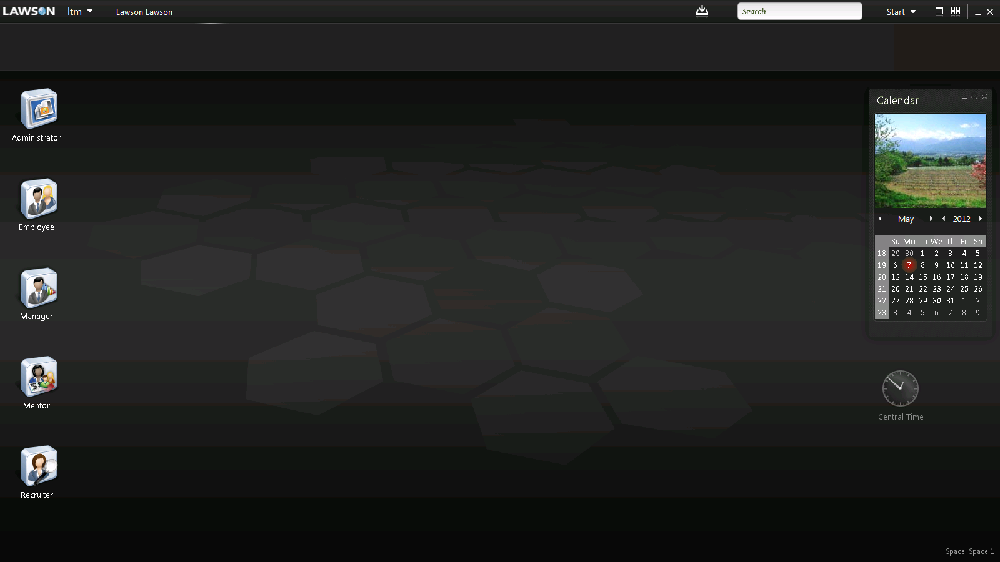 LAWSON ltm Lawson Lawson Search Start
Administrator
Employee
Manager
Mentor
Recruiter
Calendar
May 2012
Su Mo Tu We Th Fr Sa
18 29 30 1 2 3 4 5
19 6 7 8 9 10 11 12
20 13 14 15 16 17 18 19
21 20 21 22 23 24 25 26
22 27 28 29 30 31 1 2
23 3 4 5 6 7 8 9
Central Time
Space: Space 1